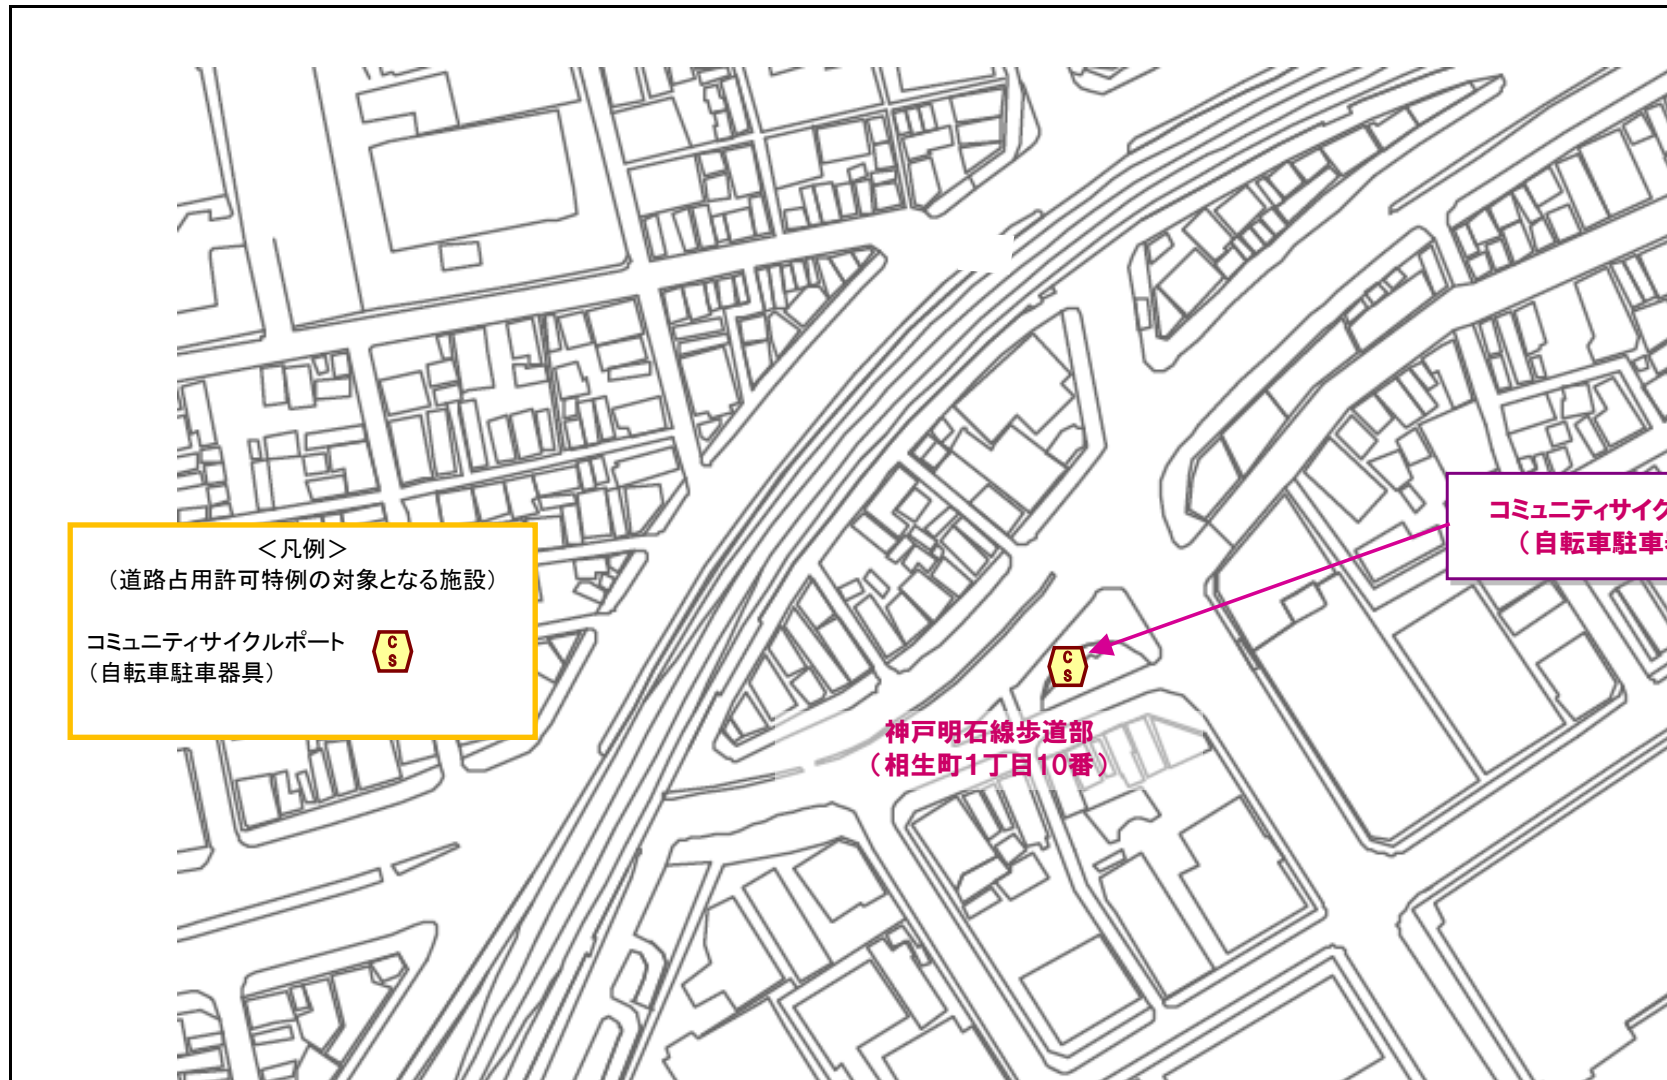 ＜凡例＞
（道路占用許可特例の対象となる施設）
コミュニティサイクルポート
（自転車駐車器具）
C
S
コミュニティサイク
（自転車駐車
C
S
神戸明石線歩道部
（相生町1丁目10番）